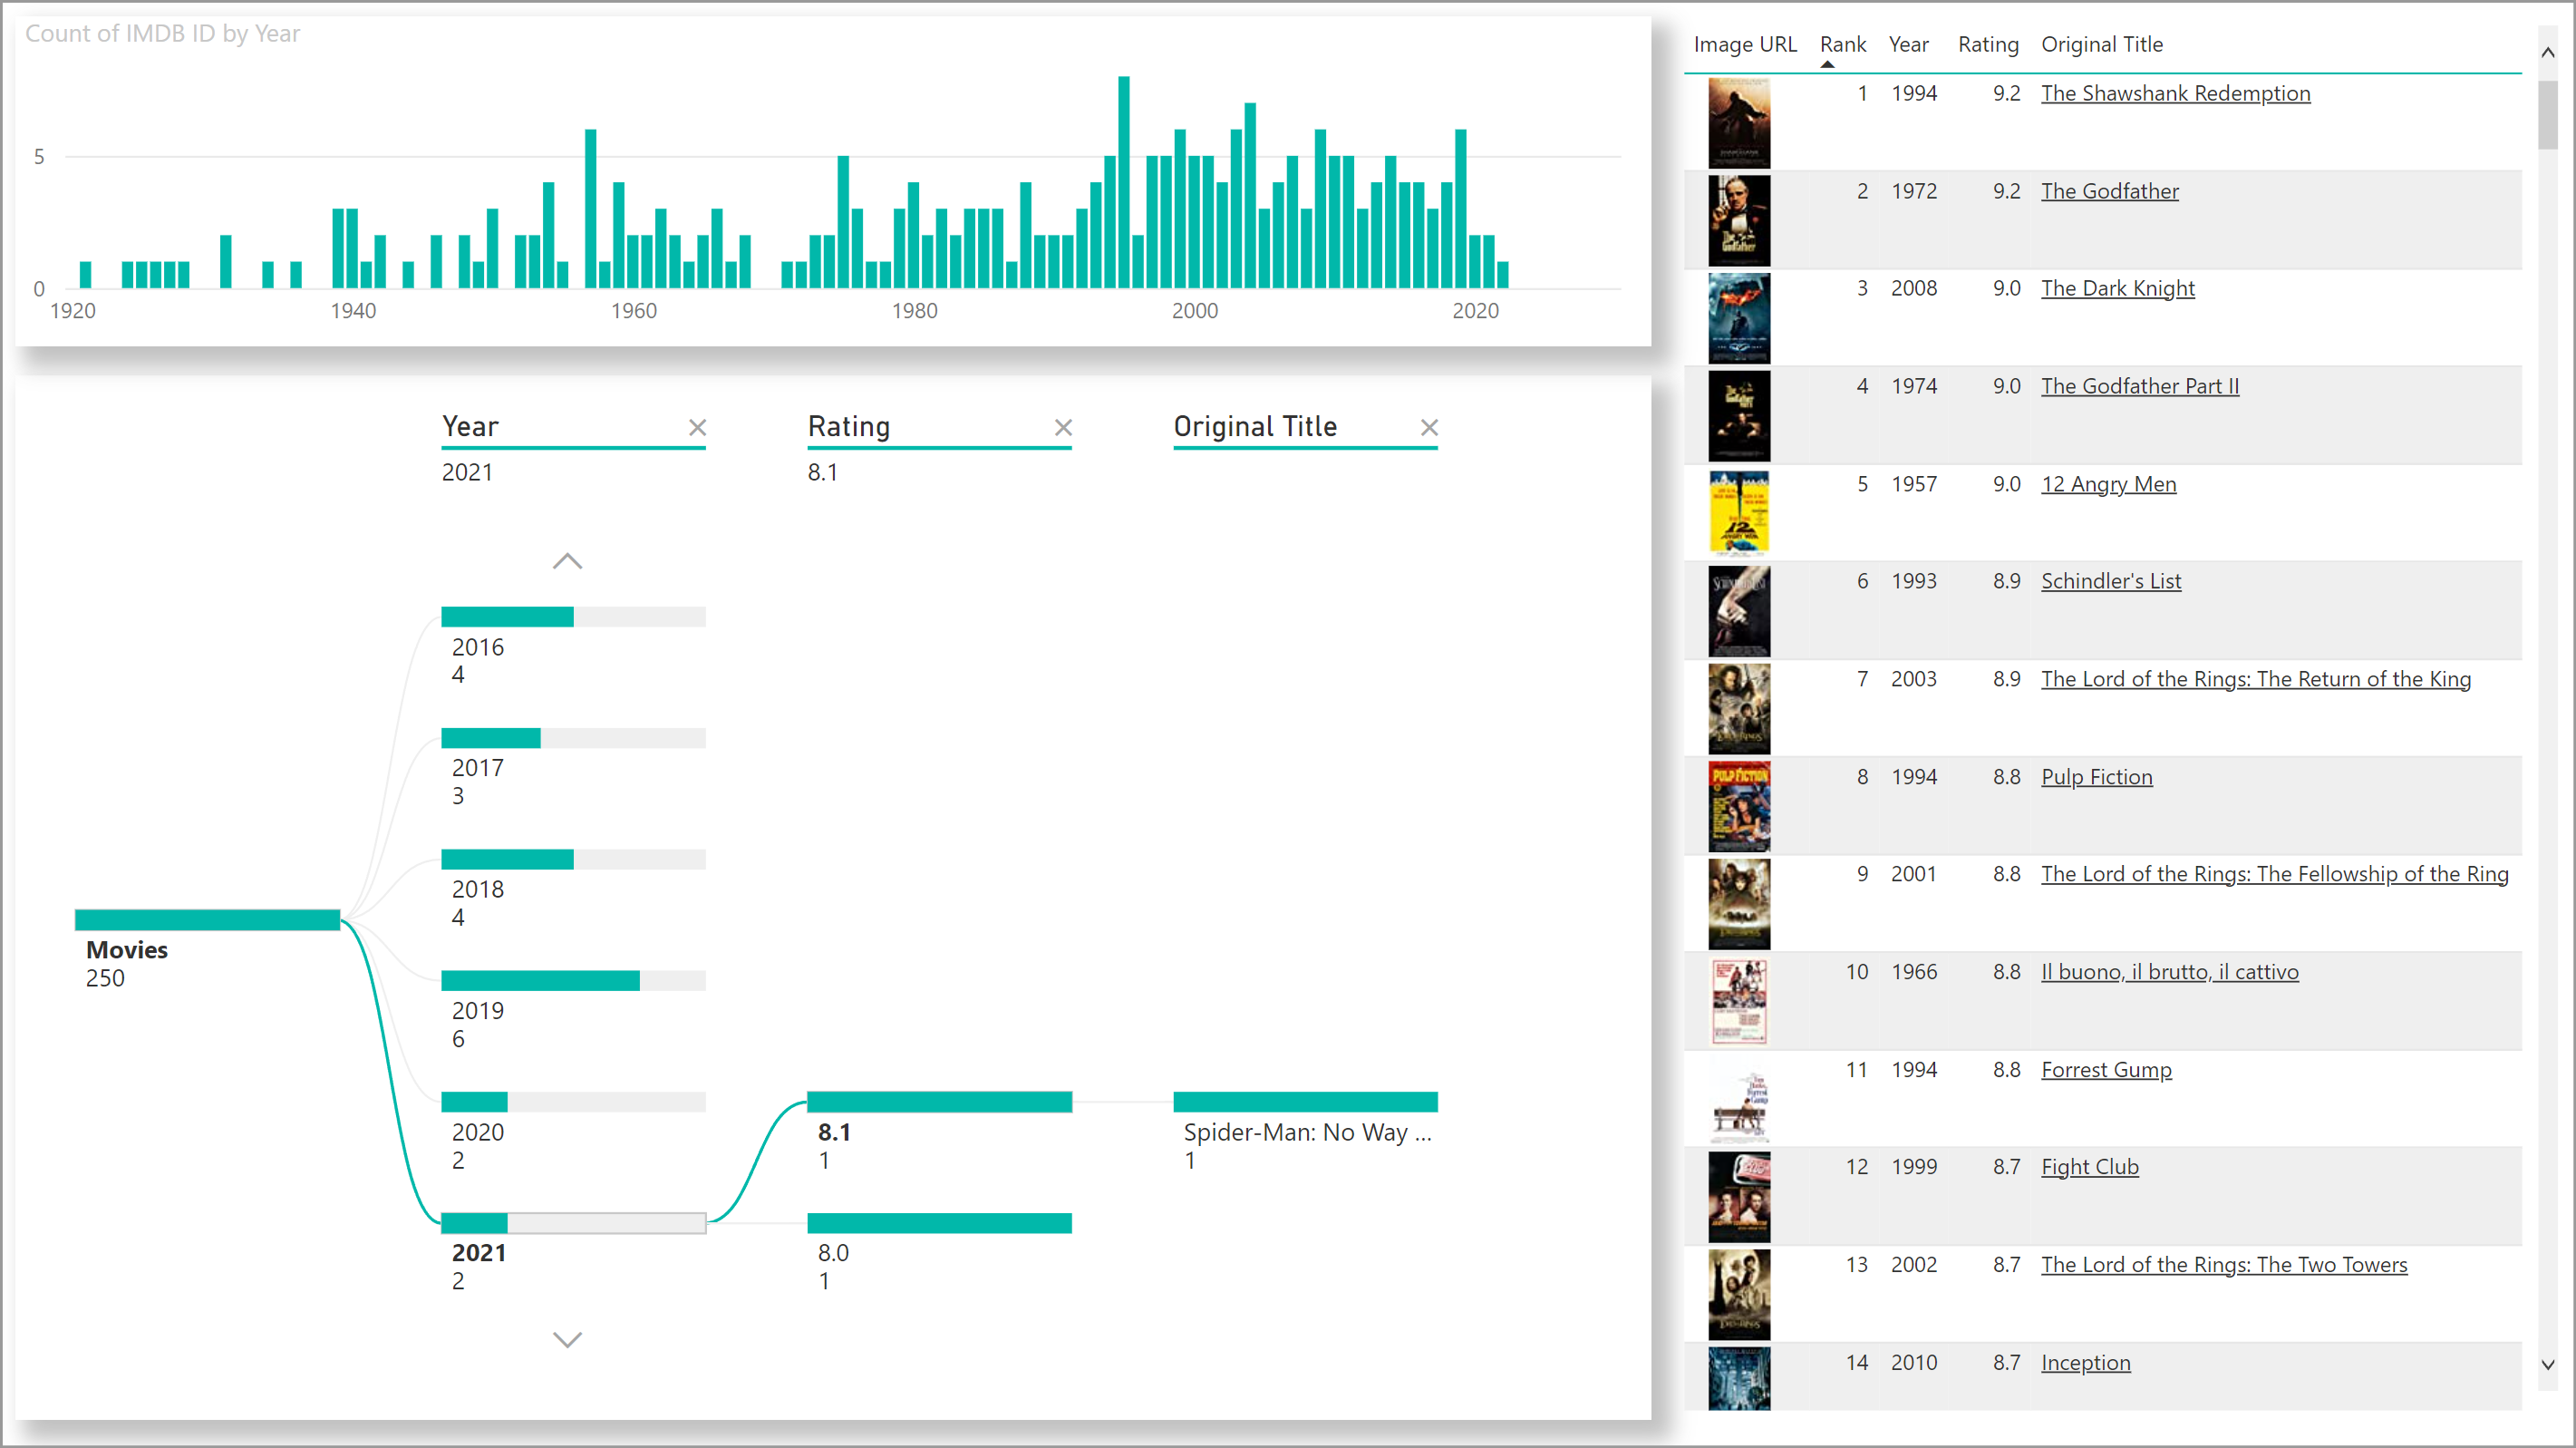 Count of IMDB ID by Year
5
0
1920 1940 1960 1980 2000 2020
Year
Rating
Original Title
2021
8.1
2016
4
2017
3
2018
4
Movies
250
2019
6
2020
2
8.1
1
Spider-Man: No Way ...
1
2021
2
8.0
1
Image URL Rank Year Rating Original Title
1 1994 9.2 The Shawshank Redemption
2 1972 9.2 The Godfather
The Godfather
3 2008 9.0 The Dark Knight
4 1974 9.0 The Godfather Part II
5 1957 9.0 12 Angry Men
12
ANGRY MEN
6 1993 8.9 Schindler's List
7 2003 8.9 The Lord of the Rings: The Return of the King
8 1994 8.8 Pulp Fiction
PULP FICTION
9 2001 8.8 The Lord of the Rings: The Fellowship of the Ring
10 1966 8.8 Il buono, il brutto, il cattivo
11 1994 8.8 Forrest Gump
12 1999 8.7 Fight Club
13 2002 8.7 The Lord of the Rings: The Two Towers
14 2010 8.7 Inception